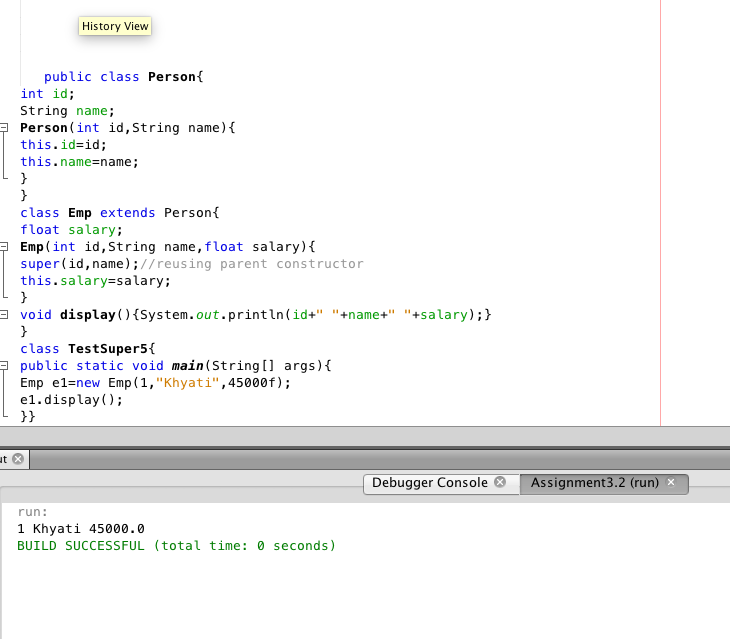 History View
public class Person{
int id;
String name;
Person(int id,String name){
this.id=id;
this.name=name;
}
}
class Emp extends Person{
float salary;
Emp(int id,String name,float salary){
super(id,name);//reusing parent constructor
this.salary=salary;
}
void display(){System.out.println(id+" "+name+" "+salary);}
}
class TestSuper5{
public static void main(String[] args){
Emp e1=new Emp(1,"Khyati",45000f);
e1.display();
}}
ut
Debugger Console
Assignment3.2 (run)
run:
1 Khyati 45000.0
BUILD SUCCESSFUL (total time: 0 seconds)